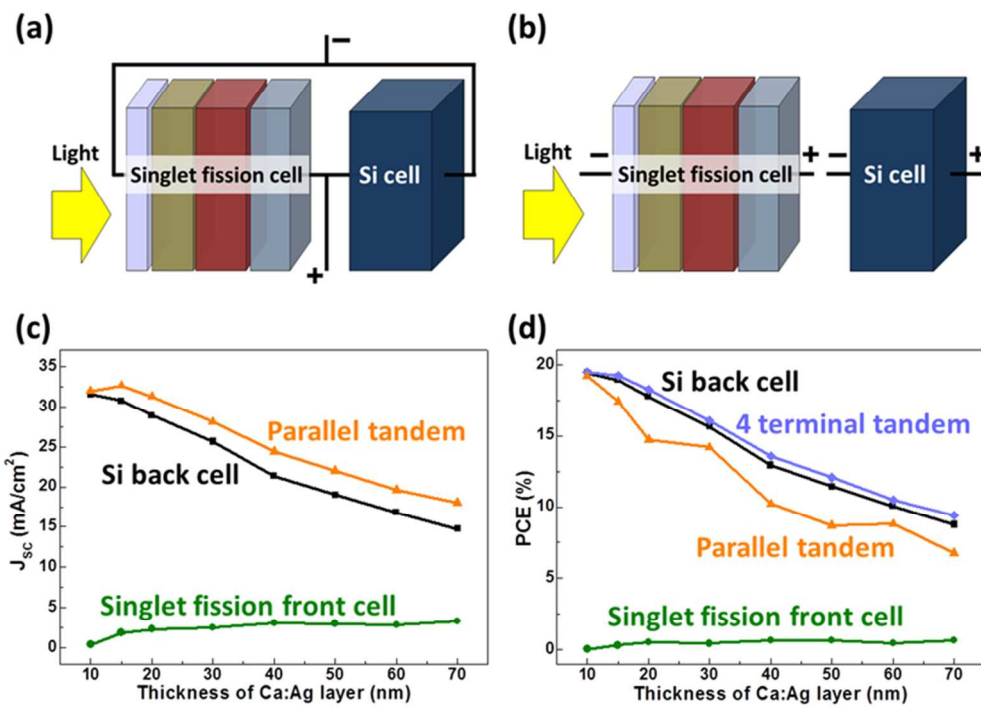 (a)
−
Light
Singlet fission cell
Si cell
+
(b)
Light
−
Singlet fission cell
+
−
Si cell
+
(c)
35
30
25
20
15
10
5
0
J_SC (mA/cm²)
Parallel tandem
Si back cell
Singlet fission front cell
10 20 30 40 50 60 70
Thickness of Ca:Ag layer (nm)
(d)
20
15
10
5
0
PCE (%)
Si back cell
4 terminal tandem
Parallel tandem
Singlet fission front cell
10 20 30 40 50 60 70
Thickness of Ca:Ag layer (nm)